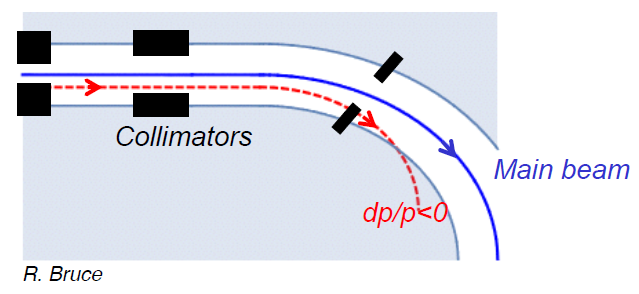 Collimators
Main beam
dp/p<0
R. Bruce